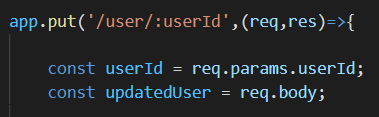 app.put('/user/:userId',(req,res)=>{
const userId = req.params.userId;
const updatedUser = req.body;